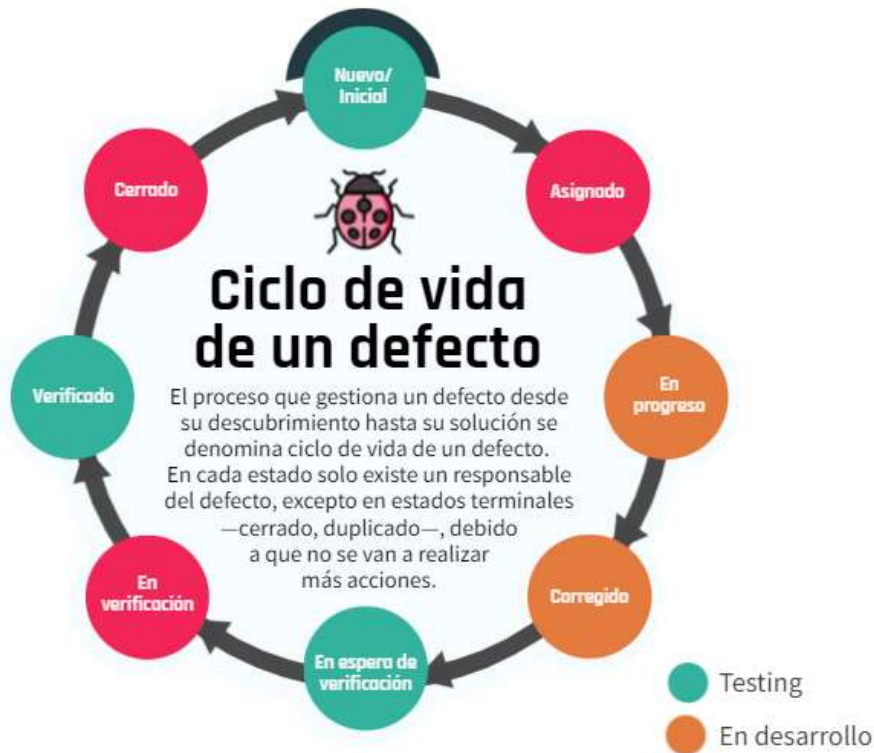 Nuevo/
Inicial
Cerrado
Asignado
Ciclo de vida
de un defecto
Verificado
El proceso que gestiona un defecto desde
su descubrimiento hasta su solución se
denomina ciclo de vida de un defecto.
En cada estado solo existe un responsable
del defecto, excepto en estados terminales
—cerrado, duplicado—, debido
a que no se van a realizar
más acciones.
En
progreso
En
verificación
Corregido
En espera de
verificación
Testing
En desarrollo